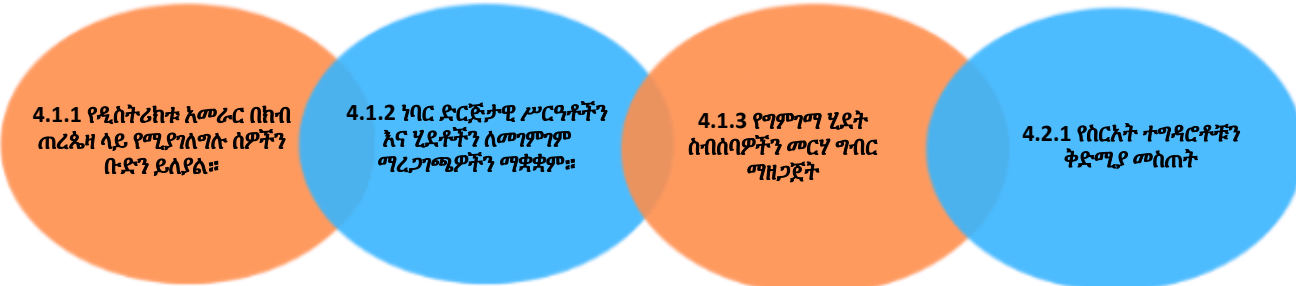 4.1.1 የዲስትሪክቱ አመራር በክብ
ጠረጴዛ ላይ የሚያገለግሉ ሰዎችን
ቡድን ይለያል።
4.1.2 ነባር ድርጅታዊ ሥርዓቶችን
እና ሂደቶችን ለመገምገም
ማረጋገጫዎችን ማቋቋም።
4.1.3 የግምገማ ሂደት
ስብሰባዎችን መርሃ ግብር
ማዘጋጀት
4.2.1 የስርአት ተግዳሮቶቹን
ቅድሚያ መስጠት